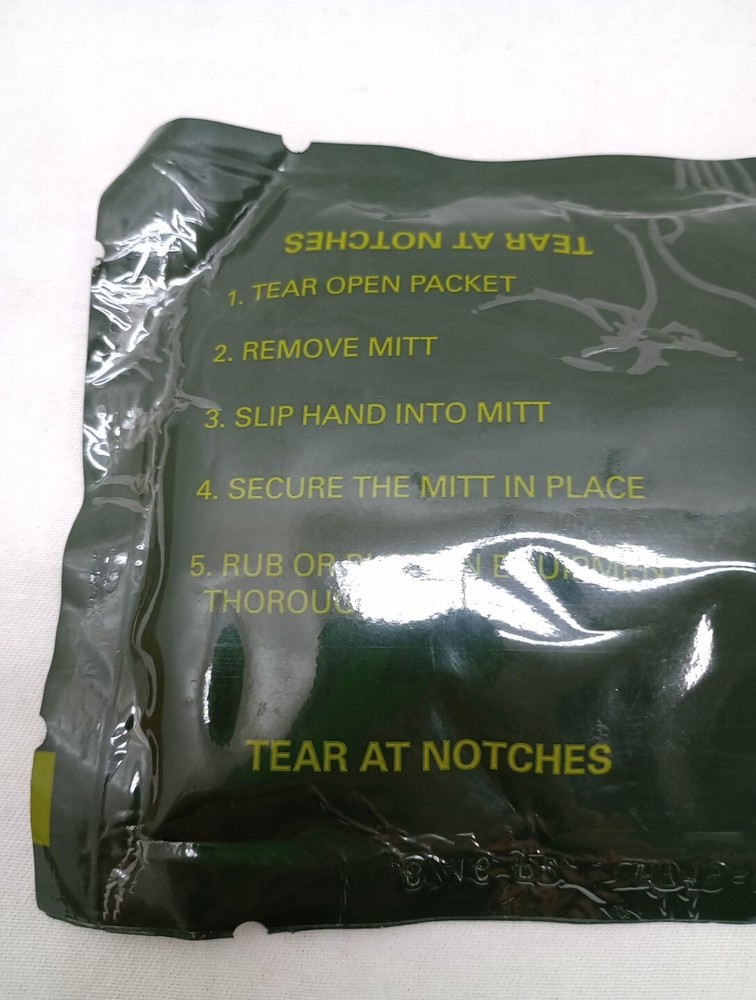 TEAR AT NOTCHES
1. TEAR OPEN PACKET
2. REMOVE MITT
3. SLIP HAND INTO MITT
4. SECURE THE MITT IN PLACE
5. RUB OR EQUIPMENT
TEAR AT NOTCHES